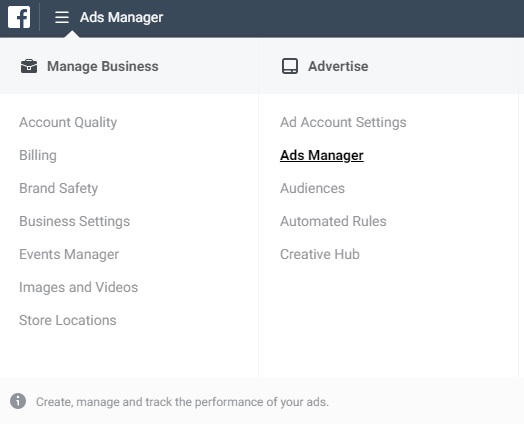 Ads Manager
Manage Business
Account Quality
Billing
Brand Safety
Business Settings
Events Manager
Images and Videos
Store Locations
Advertise
Ad Account Settings
Ads Manager
Audiences
Automated Rules
Creative Hub
Create, manage and track the performance of your ads.